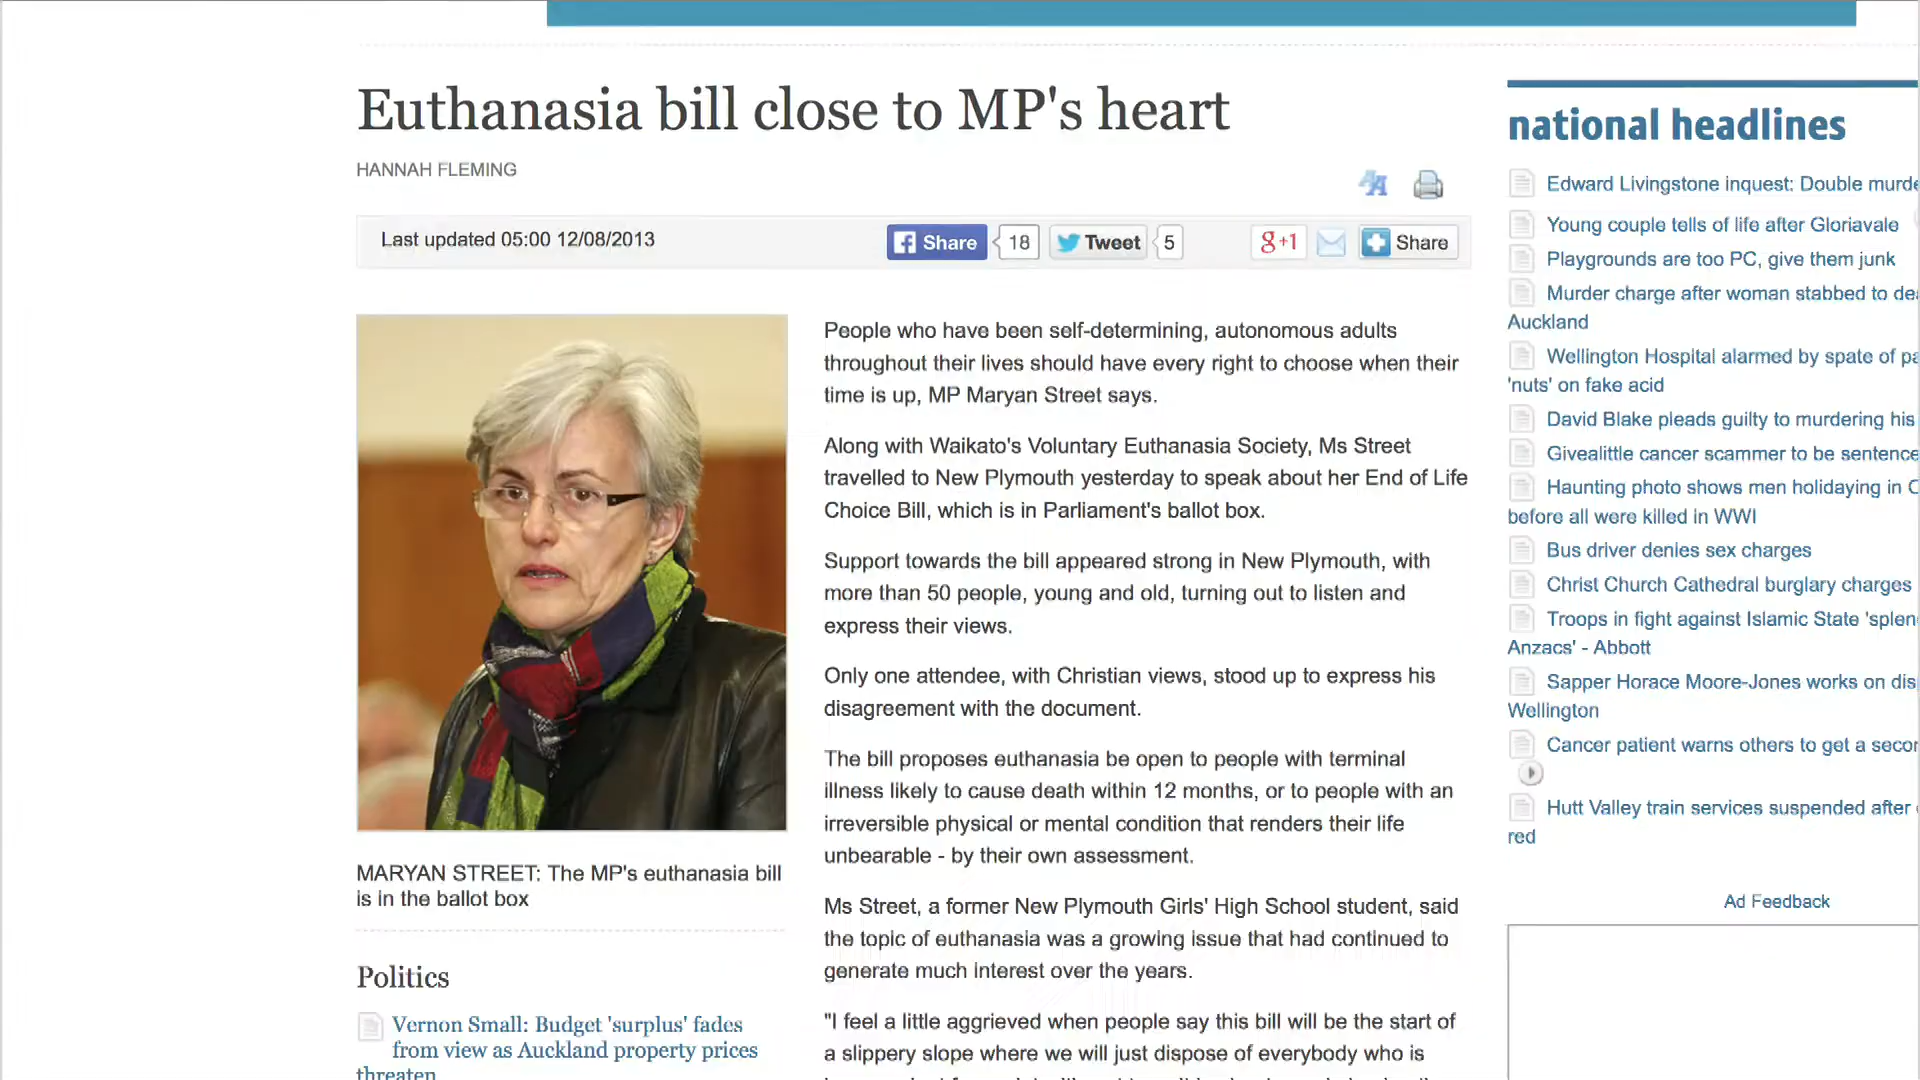 Euthanasia bill close to MP's heart
HANNAH FLEMING
Last updated 05:00 12/08/2013
Share 18 Tweet 5 g+1 Share
People who have been self-determining, autonomous adults
throughout their lives should have every right to choose when their
time is up, MP Maryan Street says.
Along with Waikato's Voluntary Euthanasia Society, Ms Street
travelled to New Plymouth yesterday to speak about her End of Life
Choice Bill, which is in Parliament's ballot box.
Support towards the bill appeared strong in New Plymouth, with
more than 50 people, young and old, turning out to listen and
express their views.
Only one attendee, with Christian views, stood up to express his
disagreement with the document.
The bill proposes euthanasia be open to people with terminal
illness likely to cause death within 12 months, or to people with an
irreversible physical or mental condition that renders their life
unbearable - by their own assessment.
Ms Street, a former New Plymouth Girls' High School student, said
the topic of euthanasia was a growing issue that had continued to
generate much interest over the years.
"I feel a little aggrieved when people say this bill will be the start of
a slippery slope where we will just dispose of everybody who is
MARYAN STREET: The MP's euthanasia bill
is in the ballot box
Politics
Vernon Small: Budget 'surplus' fades
from view as Auckland property prices
threaten
national headlines
Edward Livingstone inquest: Double
Young couple tells of life after Gloriavale
Playgrounds are too PC, give them junk
Murder charge after woman stabbed to
Auckland
Wellington Hospital alarmed by spate of
'nuts' on fake acid
David Blake pleads guilty to murdering his
Givealittle cancer scammer to be
Haunting photo shows men holidaying in
before all were killed in WWI
Bus driver denies sex charges
Christ Church Cathedral burglary charges
Troops in fight against Islamic State
Anzacs' - Abbott
Sapper Horace Moore-Jones works on
Wellington
Cancer patient warns others to get a
Hutt Valley train services suspended after
red
Ad Feedback